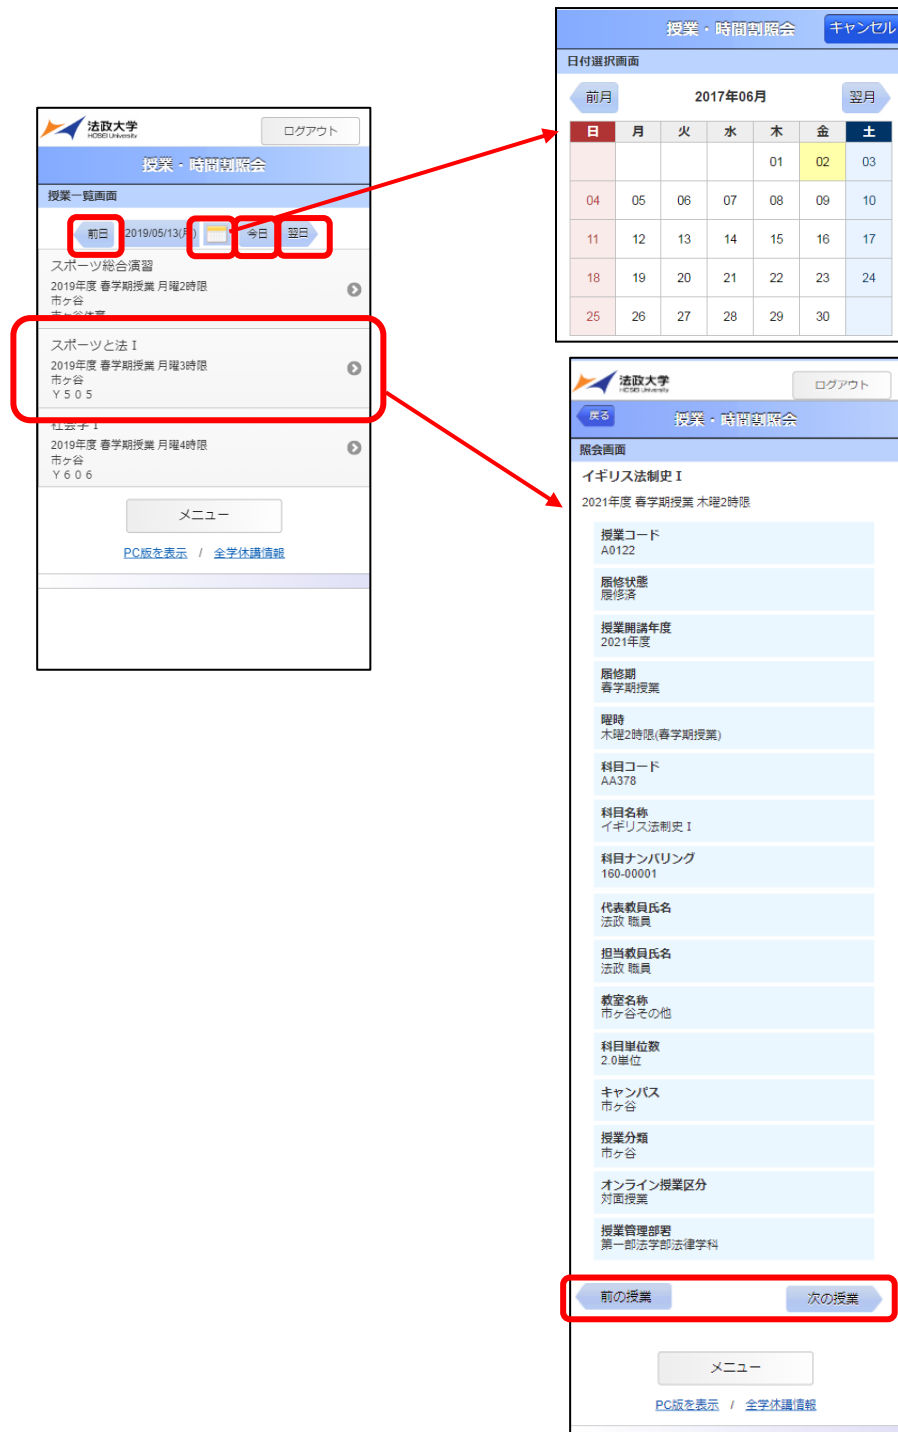 法政大学
HOSEI University
ログアウト
授業・時間割照会
授業一覧画面
前日
2019/05/13(月)
今日
翌日
スポーツ総合演習
2019年度 春学期授業 月曜2時限
市ヶ谷
市ヶ谷体育
スポーツと法Ⅰ
2019年度 春学期授業 月曜3時限
市ヶ谷
Y505
社会学Ⅰ
2019年度 春学期授業 月曜4時限
市ヶ谷
Y606
メニュー
PC版を表示 / 全学休講情報
授業・時間割照会 キャンセル
日付選択画面
前月 2017年06月 翌月
日 月 火 水 木 金 土
01 02 03
04 05 06 07 08 09 10
11 12 13 14 15 16 17
18 19 20 21 22 23 24
25 26 27 28 29 30
法政大学
HOSEI University
ログアウト
戻る 授業・時間割照会
照会画面
イギリス法制史Ⅰ
2021年度 春学期授業 木曜2時限
授業コード
A0122
履修状態
履修済
授業開講年度
2021年度
履修期
春学期授業
曜時
木曜2時限(春学期授業)
科目コード
AA378
科目名称
イギリス法制史Ⅰ
科目ナンバリング
160-00001
代表教員氏名
法政 職員
担当教員氏名
法政 職員
教室名称
市ヶ谷その他
科目単位数
2.0単位
キャンパス
市ヶ谷
授業分類
市ヶ谷
オンライン授業区分
対面授業
授業管理部署
第一部法学部法律学科
前の授業 次の授業
メニュー
PC版を表示 / 全学休講情報